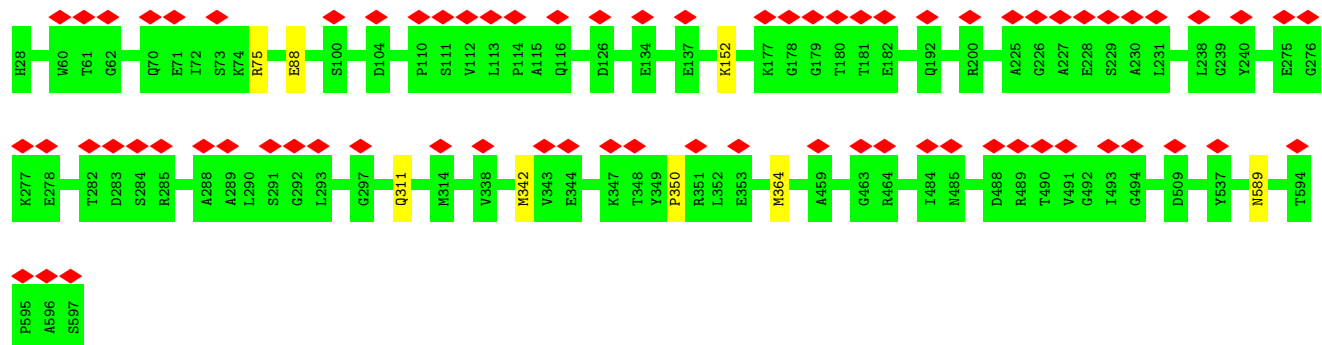 H28 W60 T61 G62 Q70 E71 I72 S73 K74 R75 E88 S100 D104 P110 S111 V112 L113 P114 A115 Q116 D126 E134 E137 K152 K177 G178 G179 T180 T181 E182 Q192 R200 A225 G226 A227 E228 S229 A230 L231 L238 G239 Y240 E275 G276
K277 E278 T282 D283 S284 R285 A288 A289 L290 S291 G292 L293 G297 Q311 M314 V338 M342 V343 E344 K347 T348 Y349 P350 R351 L352 E353 M364 A459 G463 R464 I484 N485 D488 R489 T490 V491 G492 I493 G494 D509 Y537 N589 T594
P595 A596 S597